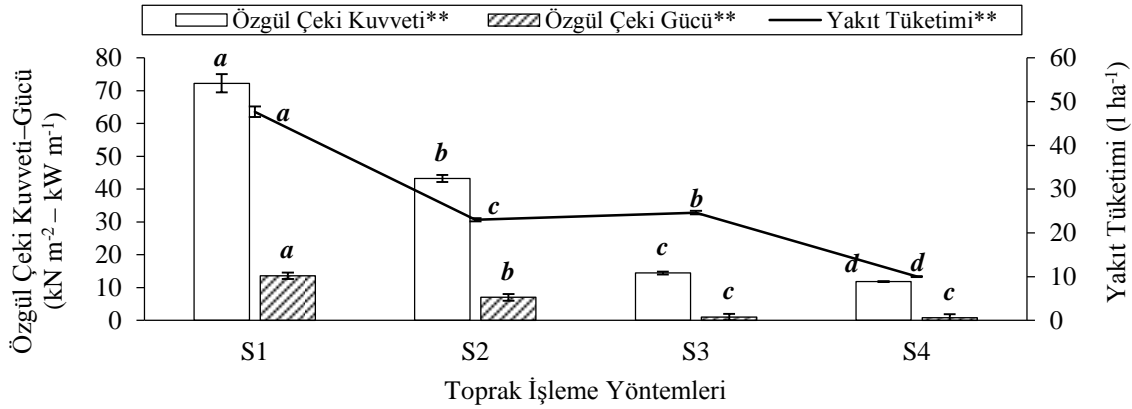 Özgül Çeki Kuvveti** Özgül Çeki Gücü** Yakıt Tüketimi**
Özgül Çeki Kuvveti–Gücü
(kN m⁻² – kW m⁻¹)
80
70
60
50
40
30
20
10
0
a
a
a
b
c
b
c
b
c
d
d
c
60
50
40
30
20
10
0
Yakıt Tüketimi (l ha⁻¹)
S1 S2 S3 S4
Toprak İşleme Yöntemleri